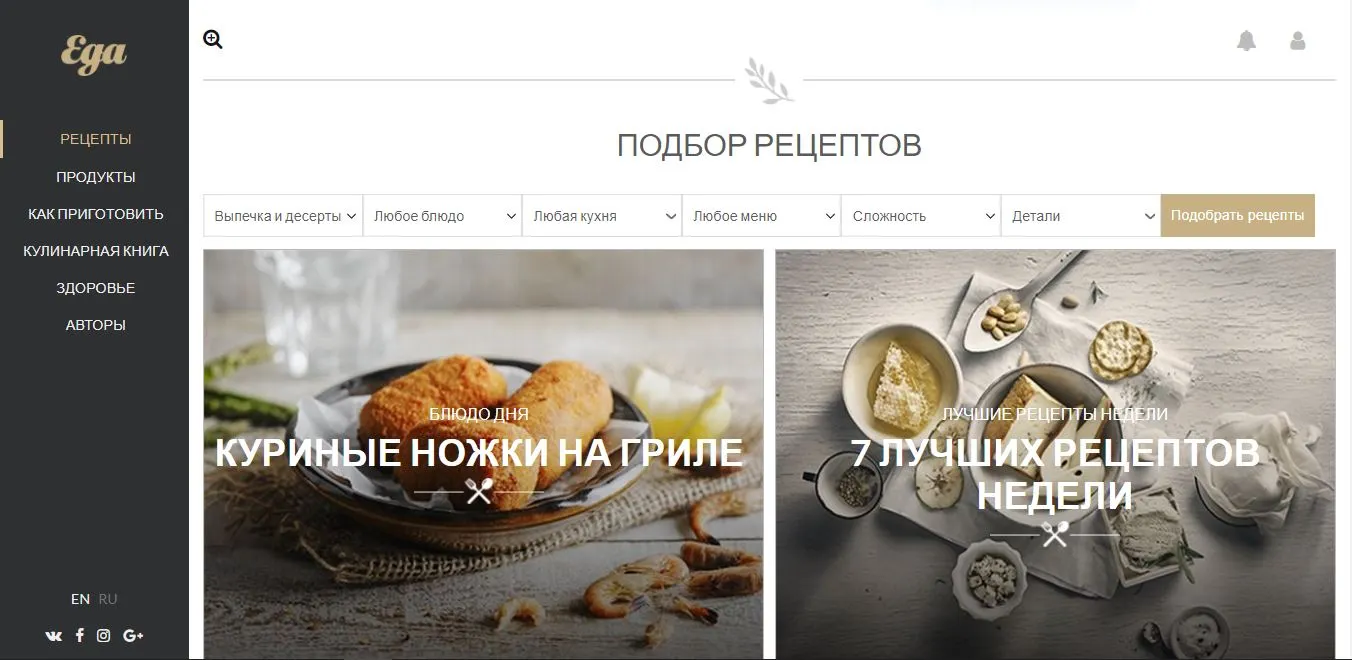 Еда
РЕЦЕПТЫ
ПРОДУКТЫ
КАК ПРИГОТОВИТЬ
КУЛИНАРНАЯ КНИГА
ЗДОРОВЬЕ
АВТОРЫ
EN RU
ПОДБОР РЕЦЕПТОВ
Выпечка и десерты Любое блюдо Любая кухня Любое меню Сложность Детали Подобрать рецепты
БЛЮДО ДНЯ
КУРИНЫЕ НОЖКИ НА ГРИЛЕ
ЛУЧШИЕ РЕЦЕПТЫ НЕДЕЛИ
7 ЛУЧШИХ РЕЦЕПТОВ
НЕДЕЛИ